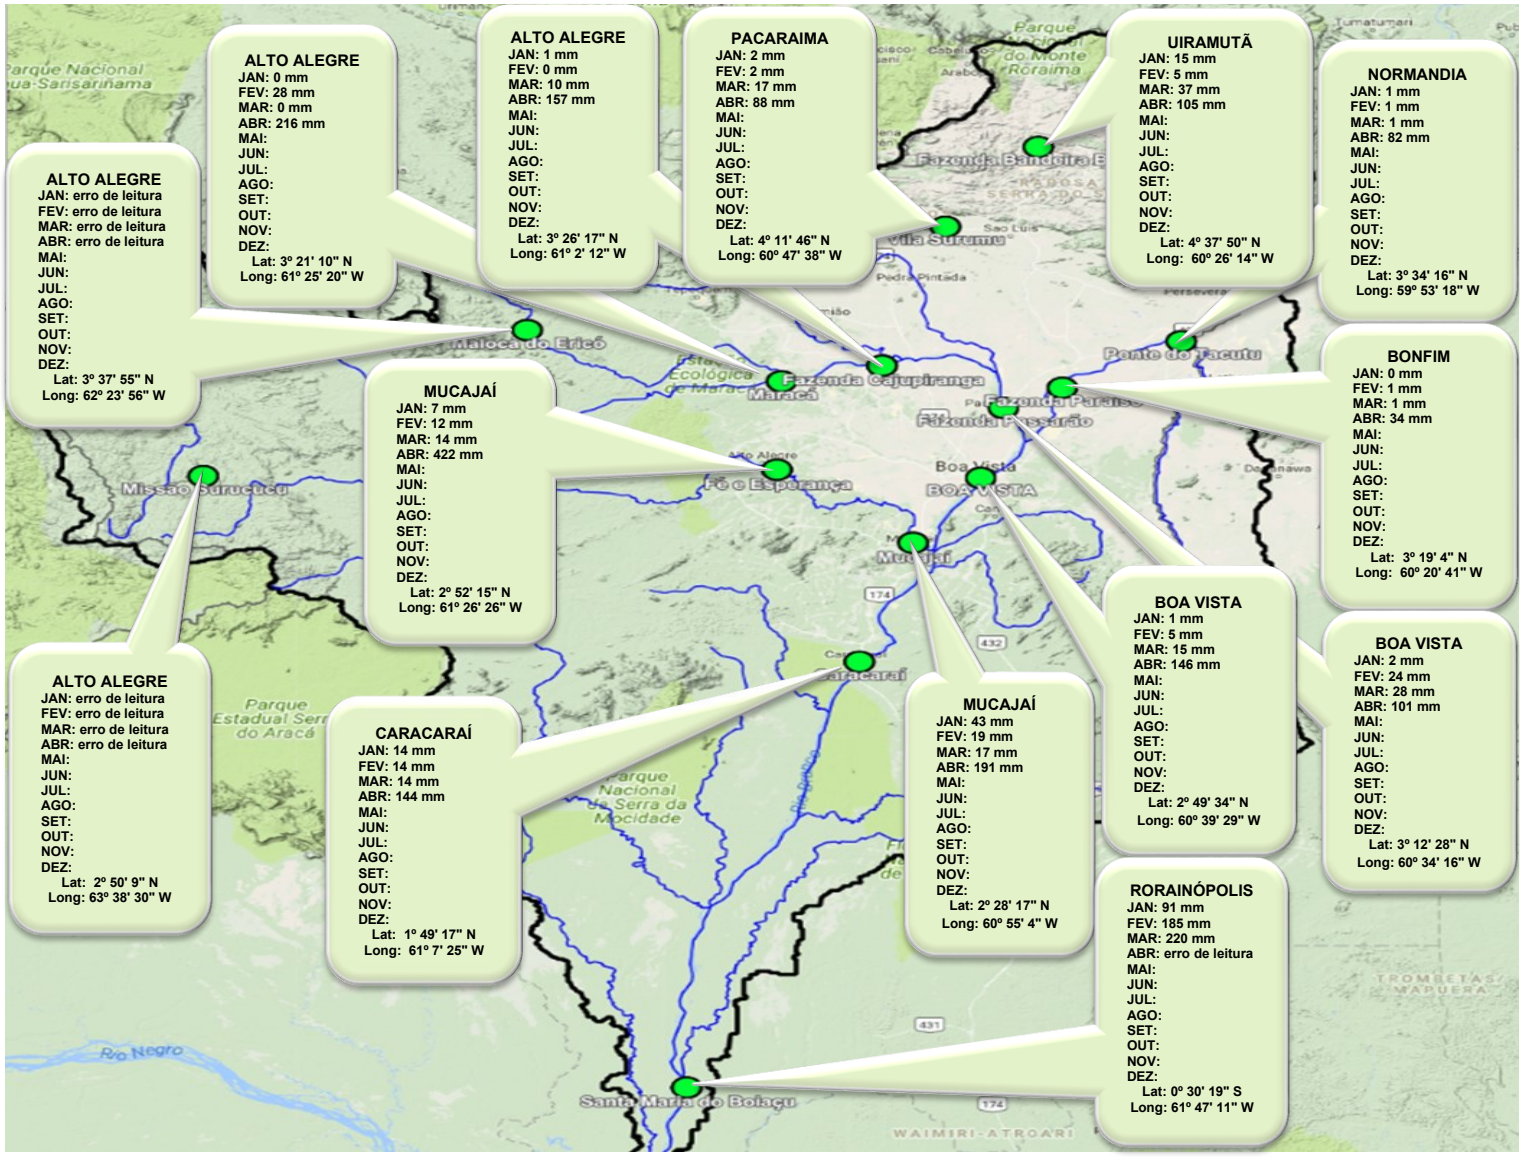 ALTO ALEGRE
JAN: 0 mm
FEV: 28 mm
MAR: 0 mm
ABR: 216 mm
MAI:
JUN:
JUL:
AGO:
SET:
OUT:
NOV:
DEZ:
Lat: 3º 21' 10" N
Long: 61º 25' 20" W
ALTO ALEGRE
JAN: 1 mm
FEV: 0 mm
MAR: 10 mm
ABR: 157 mm
MAI:
JUN:
JUL:
AGO:
SET:
OUT:
NOV:
DEZ:
Lat: 3º 26' 17" N
Long: 61º 2' 12" W
PACARAIMA
JAN: 2 mm
FEV: 2 mm
MAR: 17 mm
ABR: 88 mm
MAI:
JUN:
JUL:
AGO:
SET:
OUT:
NOV:
DEZ:
Lat: 4º 11' 46" N
Long: 60º 47' 38" W
UIRAMUTÃ
JAN: 15 mm
FEV: 5 mm
MAR: 37 mm
ABR: 105 mm
MAI:
JUN:
JUL:
AGO:
SET:
OUT:
NOV:
DEZ:
Lat: 4º 37' 50" N
Long: 60º 26' 14" W
NORMANDIA
JAN: 1 mm
FEV: 1 mm
MAR: 1 mm
ABR: 82 mm
MAI:
JUN:
JUL:
AGO:
SET:
OUT:
NOV:
DEZ:
Lat: 3º 34' 16" N
Long: 59º 53' 18" W
ALTO ALEGRE
JAN: erro de leitura
FEV: erro de leitura
MAR: erro de leitura
ABR: erro de leitura
MAI:
JUN:
JUL:
AGO:
SET:
OUT:
NOV:
DEZ:
Lat: 3º 37' 55" N
Long: 62º 23' 56" W
MUCAJAÍ
JAN: 7 mm
FEV: 12 mm
MAR: 14 mm
ABR: 422 mm
MAI:
JUN:
JUL:
AGO:
SET:
OUT:
NOV:
DEZ:
Lat: 2º 52' 15" N
Long: 61º 26' 26" W
BONFIM
JAN: 0 mm
FEV: 1 mm
MAR: 1 mm
ABR: 34 mm
MAI:
JUN:
JUL:
AGO:
SET:
OUT:
NOV:
DEZ:
Lat: 3º 19' 4" N
Long: 60º 20' 41" W
BOA VISTA
JAN: 1 mm
FEV: 5 mm
MAR: 15 mm
ABR: 146 mm
MAI:
JUN:
JUL:
AGO:
SET:
OUT:
NOV:
DEZ:
Lat: 2º 49' 34" N
Long: 60º 39' 29" W
BOA VISTA
JAN: 2 mm
FEV: 24 mm
MAR: 28 mm
ABR: 101 mm
MAI:
JUN:
JUL:
AGO:
SET:
OUT:
NOV:
DEZ:
Lat: 3º 12' 28" N
Long: 60º 34' 16" W
ALTO ALEGRE
JAN: erro de leitura
FEV: erro de leitura
MAR: erro de leitura
ABR: erro de leitura
MAI:
JUN:
JUL:
AGO:
SET:
OUT:
NOV:
DEZ:
Lat: 2º 50' 9" N
Long: 63º 38' 30" W
CARACARAÍ
JAN: 14 mm
FEV: 14 mm
MAR: 14 mm
ABR: 144 mm
MAI:
JUN:
JUL:
AGO:
SET:
OUT:
NOV:
DEZ:
Lat: 1º 49' 17" N
Long: 61º 7' 25" W
MUCAJAÍ
JAN: 43 mm
FEV: 19 mm
MAR: 17 mm
ABR: 191 mm
MAI:
JUN:
JUL:
AGO:
SET:
OUT:
NOV:
DEZ:
Lat: 2º 28' 17" N
Long: 60º 55' 4" W
RORAINÓPOLIS
JAN: 91 mm
FEV: 185 mm
MAR: 220 mm
ABR: erro de leitura
MAI:
JUN:
JUL:
AGO:
SET:
OUT:
NOV:
DEZ:
Lat: 0º 30' 19" S
Long: 61º 47' 11" W
Tumatumari
Parque
do Monte
Roraima
Parque Nacional
Fazenda Bandeira B
Vila Surumu
Sao Luis
Pedra Pintada
Maloca do Ericó
Ponte do Tacutu
Ecológica
Maracá
Fazenda Cajupiranga
Fazenda Paraíso
Fazenda Passarão
Alto Alegre
Fé e Esperança
Boa Vista
BOA VISTA
Missão Surucucu
Mucajaí
174
432
Caracaraí
Parque
Estadual Serra
do Aracá
Parque
Nacional
da Serra da
Mocidade
Rio Branco
Rio Negro
TROMBETAS/
MAPUERA
431
Santa Maria do Boiaçu
174
WAIMIRI-ATROARI